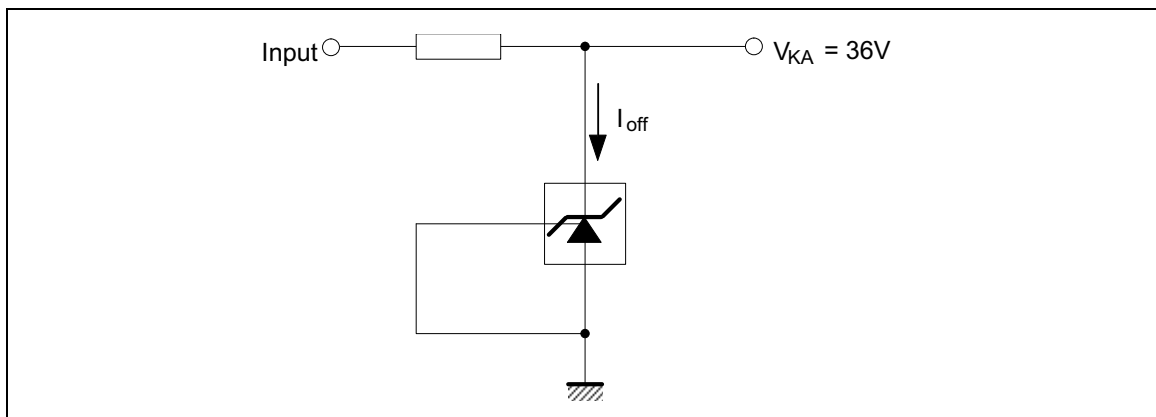 Input
V_KA = 36V
I_off